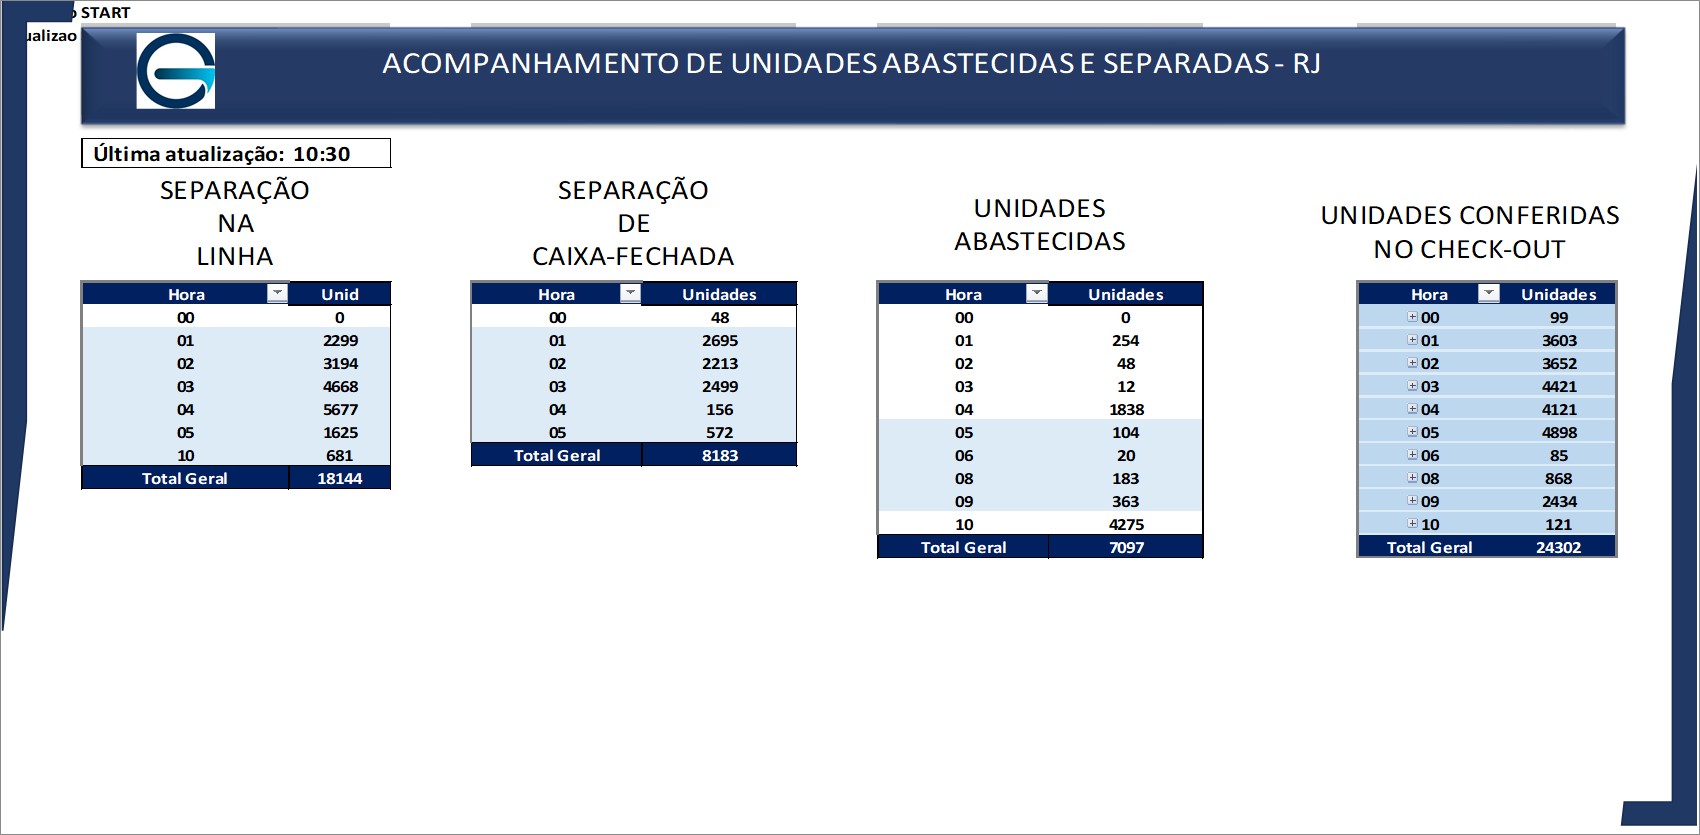 START
ualizao
ACOMPANHAMENTO DE UNIDADES ABASTECIDAS E SEPARADAS - RJ
Última atualização: 10:30
SEPARAÇÃO
NA
LINHA
Hora Unid
00 0
01 2299
02 3194
03 4668
04 5677
05 1625
10 681
Total Geral 18144
SEPARAÇÃO
DE
CAIXA-FECHADA
Hora Unidades
00 48
01 2695
02 2213
03 2499
04 156
05 572
Total Geral 8183
UNIDADES
ABASTECIDAS
Hora Unidades
00 0
01 254
02 48
03 12
04 1838
05 104
06 20
08 183
09 363
10 4275
Total Geral 7097
UNIDADES CONFERIDAS
NO CHECK-OUT
Hora Unidades
00 99
01 3603
02 3652
03 4421
04 4121
05 4898
06 85
08 868
09 2434
10 121
Total Geral 24302